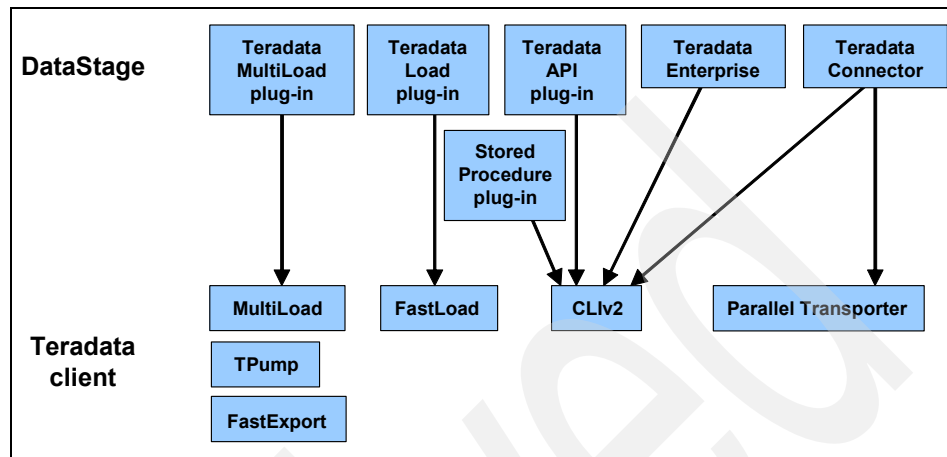 DataStage
Teradata
MultiLoad
plug-in
Teradata
Load
plug-in
Teradata
API
plug-in
Teradata
Enterprise
Teradata
Connector
Stored
Procedure
plug-in
MultiLoad
FastLoad
CLIv2
Parallel Transporter
Teradata
client
TPump
FastExport